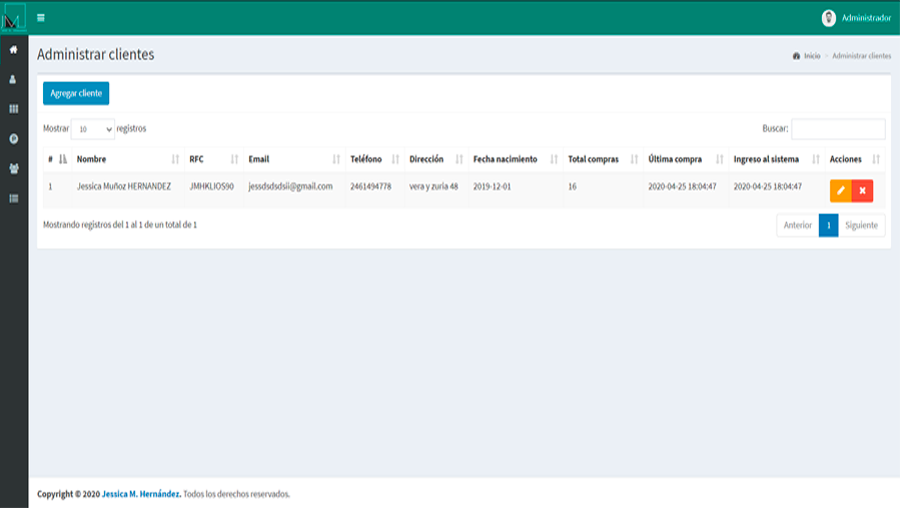 Administrador
Administrar clientes
Inicio > Administrar clientes
Agregar cliente
Mostrar 10 registros Buscar:
# Nombre RFC Email Teléfono Dirección Fecha nacimiento Total compras Última compra Ingreso al sistema Acciones
1 Jessica Muñoz HERNANDEZ JMHKLIOS90 jessdsdsdsii@gmail.com 2461494778 vera y zuria 48 2019-12-01 16 2020-04-25 18:04:47 2020-04-25 18:04:47
Mostrando registros del 1 al 1 de un total de 1 Anterior 1 Siguiente
Copyright © 2020 Jessica M. Hernández. Todos los derechos reservados.